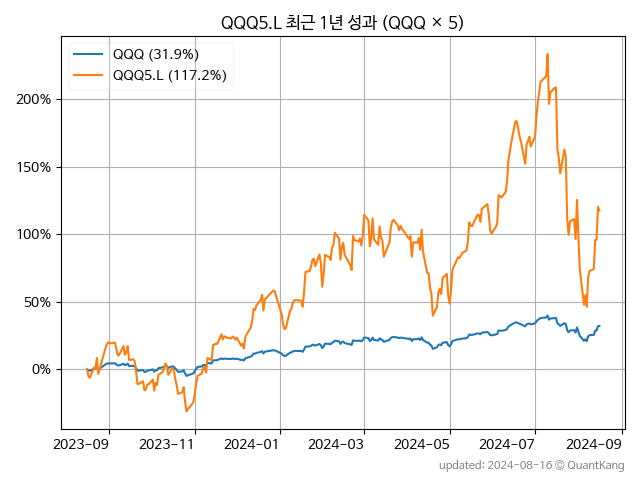 QQQ5.L 최근 1년 성과 (QQQ × 5)
QQQ (31.9%)
QQQ5.L (117.2%)
200%
150%
100%
50%
0%
2023-09 2023-11 2024-01 2024-03 2024-05 2024-07 2024-09
updated: 2024-08-16 © QuantKang